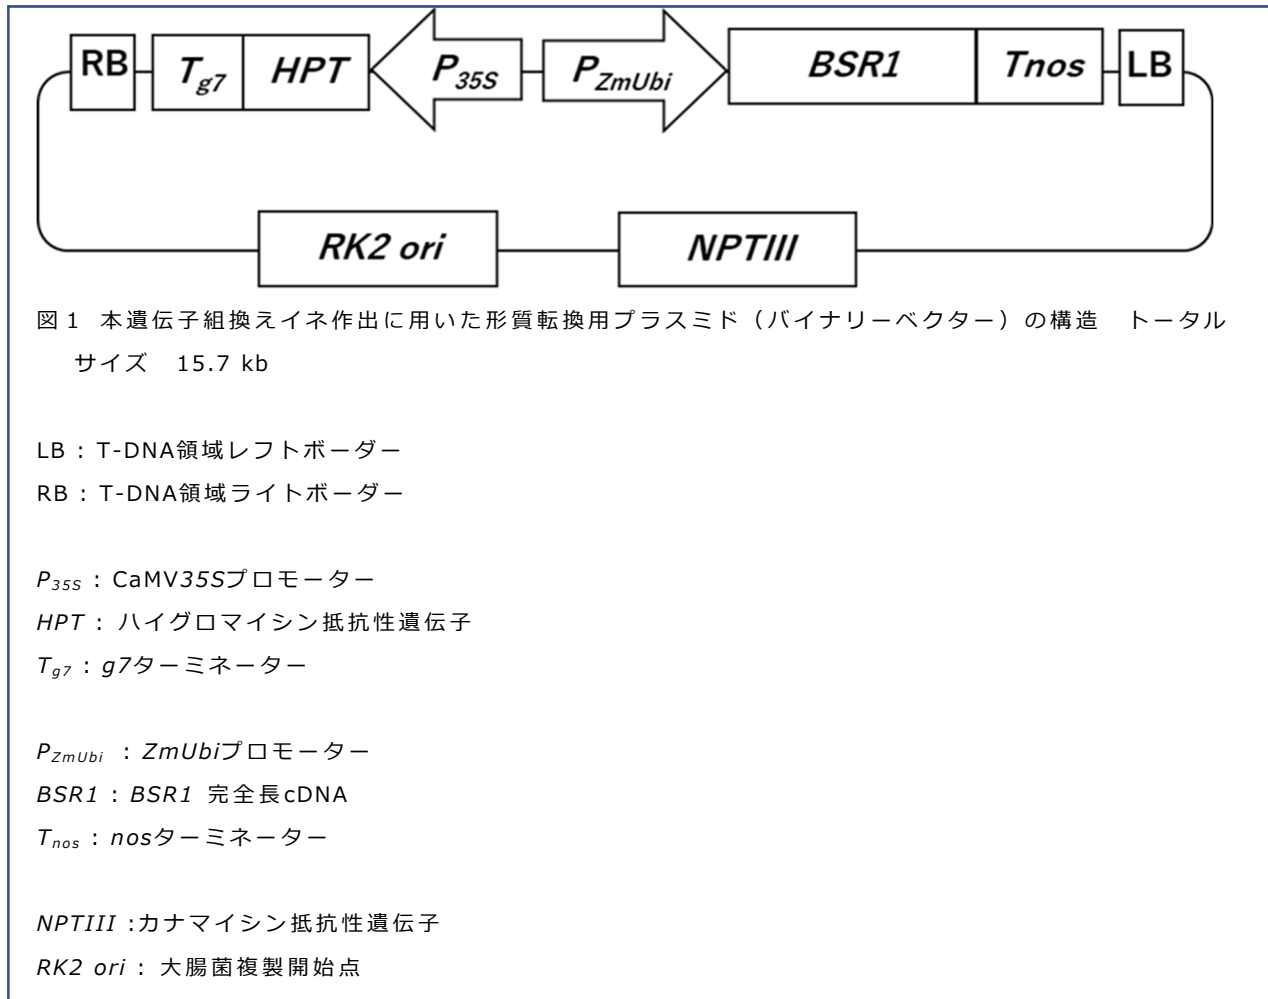 RB Tg7 HPT P35S PZmUbi BSR1 Tnos LB
RK2 ori NPTIII
図1 本遺伝子組換えイネ作出に用いた形質転換用プラスミド（バイナリーベクター）の構造 トータル
サイズ 15.7 kb
LB：T-DNA領域レフトボーダー
RB：T-DNA領域ライトボーダー
P35S：CaMV35Sプロモーター
HPT：ハイグロマイシン抵抗性遺伝子
Tg7：g7ターミネーター
PZmUbi：ZmUbiプロモーター
BSR1：BSR1 完全長cDNA
Tnos：nosターミネーター
NPTIII：カナマイシン抵抗性遺伝子
RK2 ori：大腸菌複製開始点